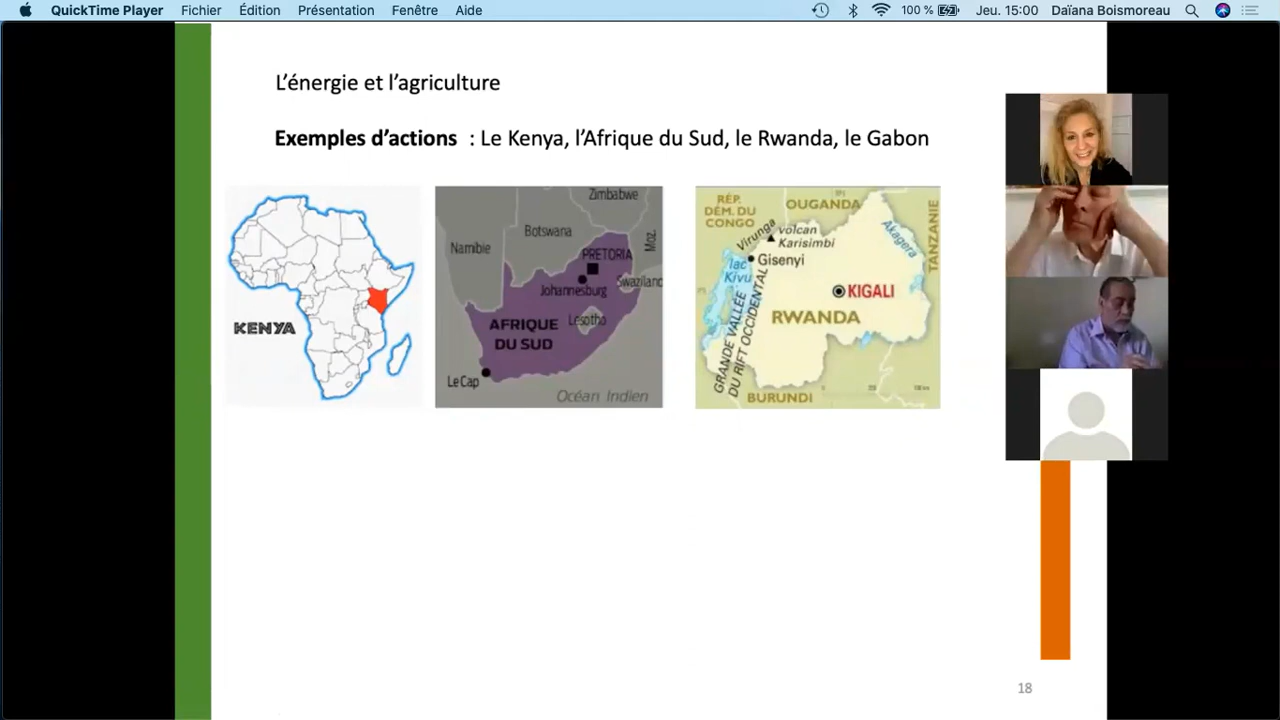 QuickTime Player Fichier Édition Présentation Fenêtre Aide 100 % Jeu. 15:00 Daïana Boismoreau
L'énergie et l'agriculture
Exemples d'actions : Le Kenya, l'Afrique du Sud, le Rwanda, le Gabon
KENYA
Zimbabwe
Botswana
Namibie
Moz.
PRETORIA
Johannesburg
Swaziland
Lesotho
AFRIQUE
DU SUD
Le Cap
Océan Indien
RÉP.
DÉM. DU
CONGO
OUGANDA
TANZANIE
Virunga
volcan
Karisimbi
Akagera
Gisenyi
lac
Kivu
KIGALI
RWANDA
GRANDE VALLÉE
DU RIFT OCCIDENTAL
BURUNDI
18